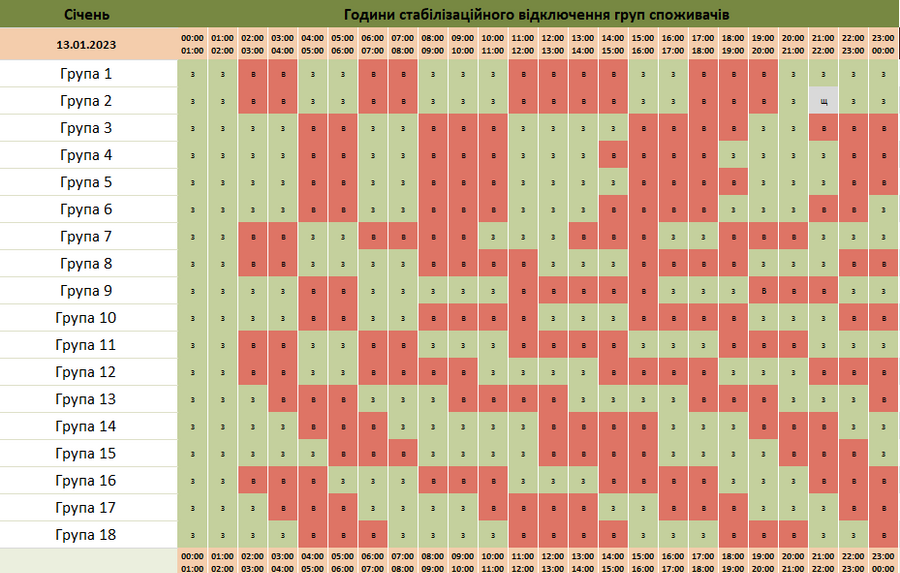 Січень Години стабілізаційного відключення груп споживачів
00:00 01:00 02:00 03:00 04:00 05:00 06:00 07:00 08:00 09:00 10:00 11:00 12:00 13:00 14:00 15:00 16:00 17:00 18:00 19:00 20:00 21:00 22:00 23:00
13.01.2023
01:00 02:00 03:00 04:00 05:00 06:00 07:00 08:00 09:00 10:00 11:00 12:00 13:00 14:00 15:00 16:00 17:00 18:00 19:00 20:00 21:00 22:00 23:00 00:00
Група 1 з з в в з з в в з з з в в в в з з в в в з з з з
Група 2 з з в в з з в в з з з в в в в з з в в в з щ з з
Група 3 з з з з в в з з в в в з з з з в в в в з з в в в
Група 4 з з з з в в з з в в в з з з в в в в з з з з в в
Група 5 з з з з в в з з в в в з з з з в в в в з з з в в
Група 6 з з з з в в з з в в в з з з в в в в з з з в в з
Група 7 з з в в з з в в в в з з з в в в з з в в в з з з
Група 8 з з в в з з з з в в в в з з з в в в в з з з в в
Група 9 з з з з в в з з з з з в в в в в з з з в в в з з
Група 10 з з з з в в з з в в в в з з з в в в в з з з в в
Група 11 з з в в з з в в з з з в в в в з з з в в в з з з
Група 12 з з в в з з в в в в з з з з в в в в з з з в в в
Група 13 з з з в в в з з з в в в в з з з з в в в з з з в
Група 14 з з з з в в в з з з з з в в в в з з з в в в з з
Група 15 з з з з з в в в з з з з в в в в з з з з в в в з
Група 16 з з в в в з з з в в в з з з в в в в з з з в в з
Група 17 з з з в в з з з з з в в в в з з в в в з з з в в
Група 18 з з з з в в в з з з з в в в в з з з в в в з з в
00:00 01:00 02:00 03:00 04:00 05:00 06:00 07:00 08:00 09:00 10:00 11:00 12:00 13:00 14:00 15:00 16:00 17:00 18:00 19:00 20:00 21:00 22:00 23:00
01:00 02:00 03:00 04:00 05:00 06:00 07:00 08:00 09:00 10:00 11:00 12:00 13:00 14:00 15:00 16:00 17:00 18:00 19:00 20:00 21:00 22:00 23:00 00:00